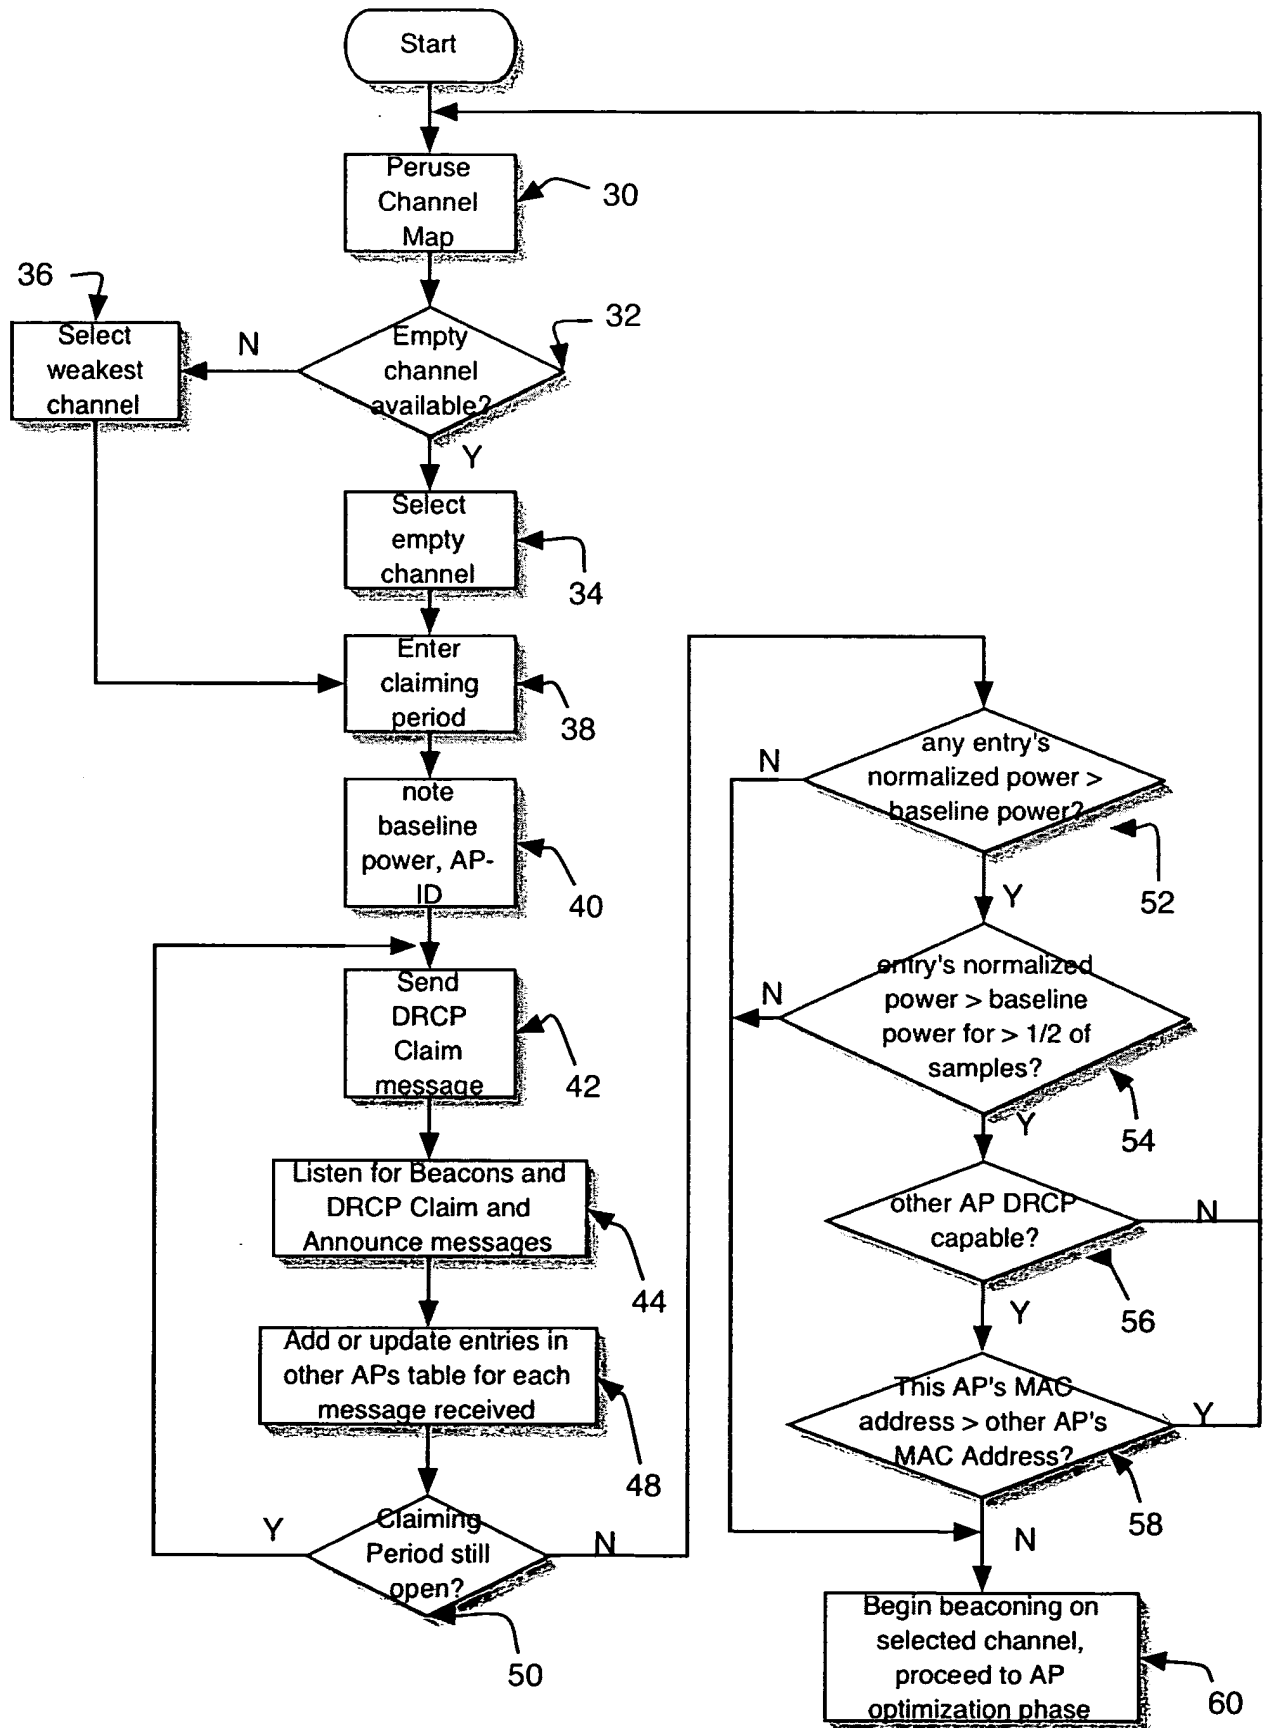 Start
Peruse
Channel
Map
30
36
Select
weakest
channel
N
Empty
channel
available?
32
Y
Select
empty
channel
34
Enter
claiming
period
38
note
baseline
power, AP-
ID
40
Send
DRCP
Claim
message
42
Listen for Beacons and
DRCP Claim and
Announce messages
44
Add or update entries in
other APs table for each
message received
48
Y
Claiming
Period still
open?
N
50
N
any entry's
normalized power >
baseline power?
52
Y
N
entry's normalized
power > baseline
power for > 1/2 of
samples?
54
Y
other AP DRCP
capable?
N
56
Y
This AP's MAC
address > other AP's
MAC Address?
Y
58
N
Begin beaconing on
selected channel,
proceed to AP
optimization phase
60